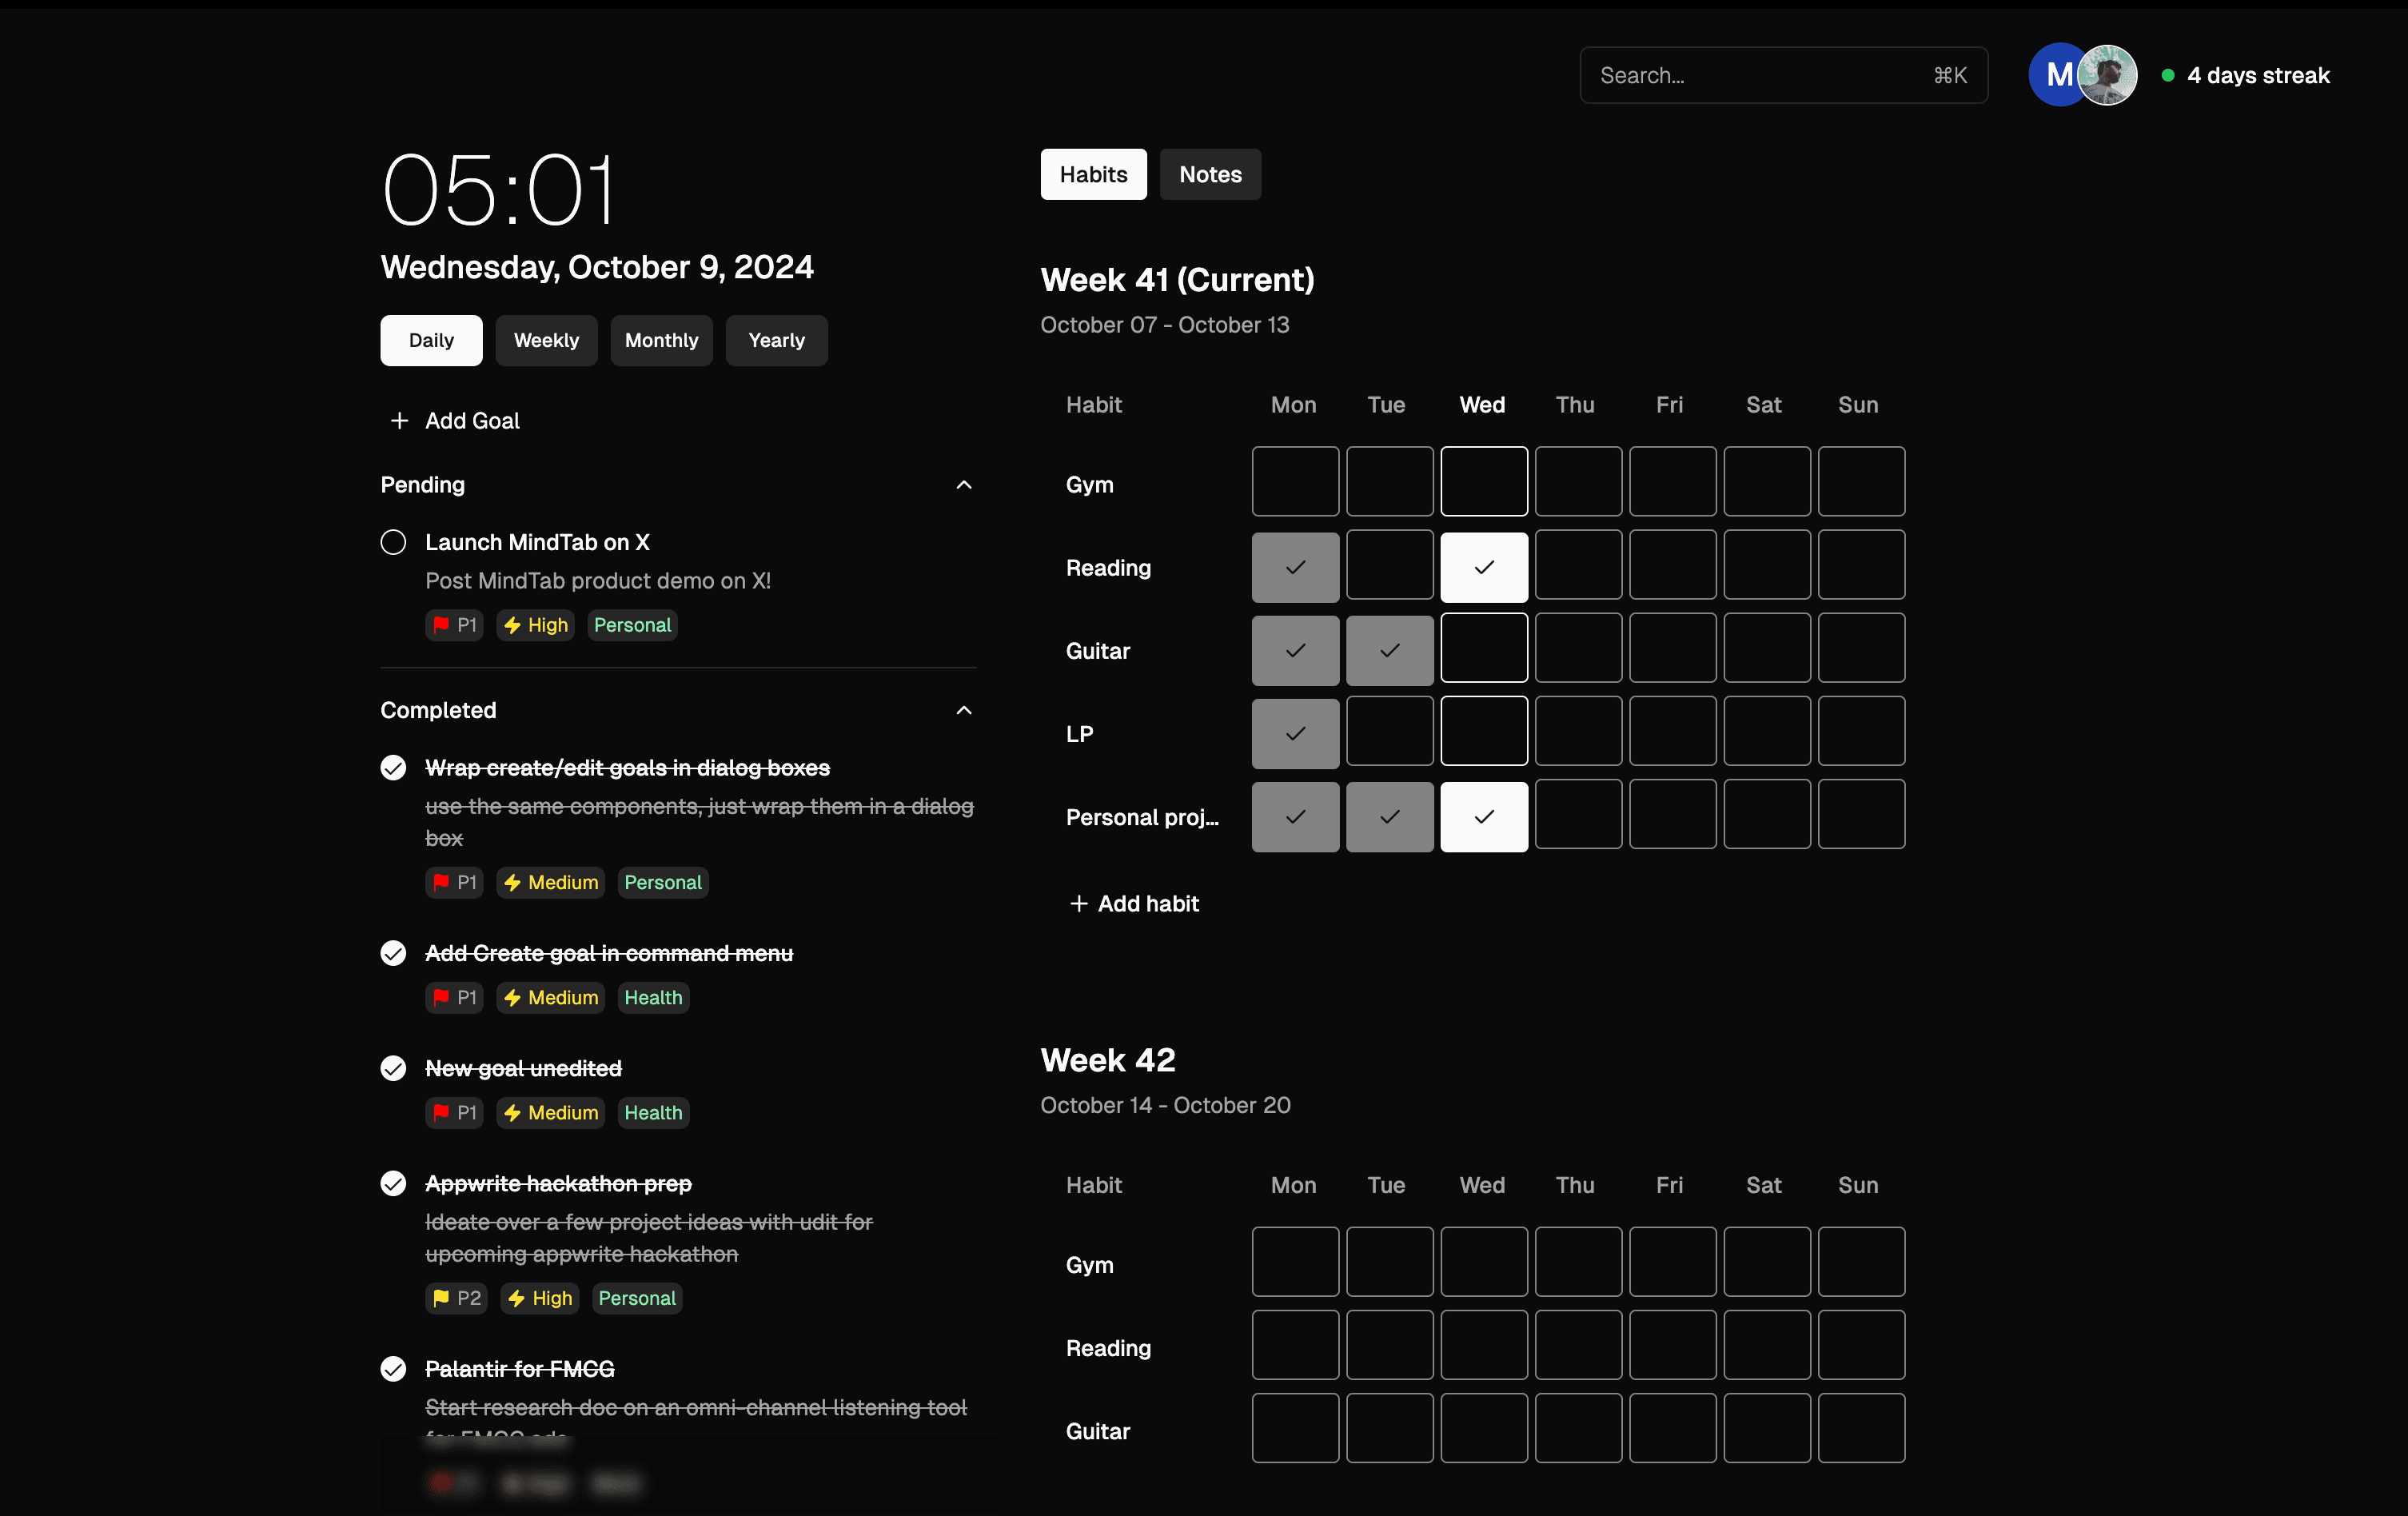 Search...
⌘K
M
4 days streak
05:01
Wednesday, October 9, 2024
Daily
Weekly
Monthly
Yearly
Add Goal
Pending
Launch MindTab on X
Post MindTab product demo on X!
P1
High
Personal
Completed
Wrap create/edit goals in dialog boxes
use the same components, just wrap them in a dialog
box
P1
Medium
Personal
Add Create goal in command menu
P1
Medium
Health
New goal unedited
P1
Medium
Health
Appwrite hackathon prep
Ideate over a few project ideas with udit for
upcoming appwrite hackathon
P2
High
Personal
Palantir for FMCG
Start research doc on an omni-channel listening tool
for FMCG ads
Habits
Notes
Week 41 (Current)
October 07 - October 13
Habit Mon Tue Wed Thu Fri Sat Sun
Gym
Reading
Guitar
LP
Personal proj...
Add habit
Week 42
October 14 - October 20
Habit Mon Tue Wed Thu Fri Sat Sun
Gym
Reading
Guitar